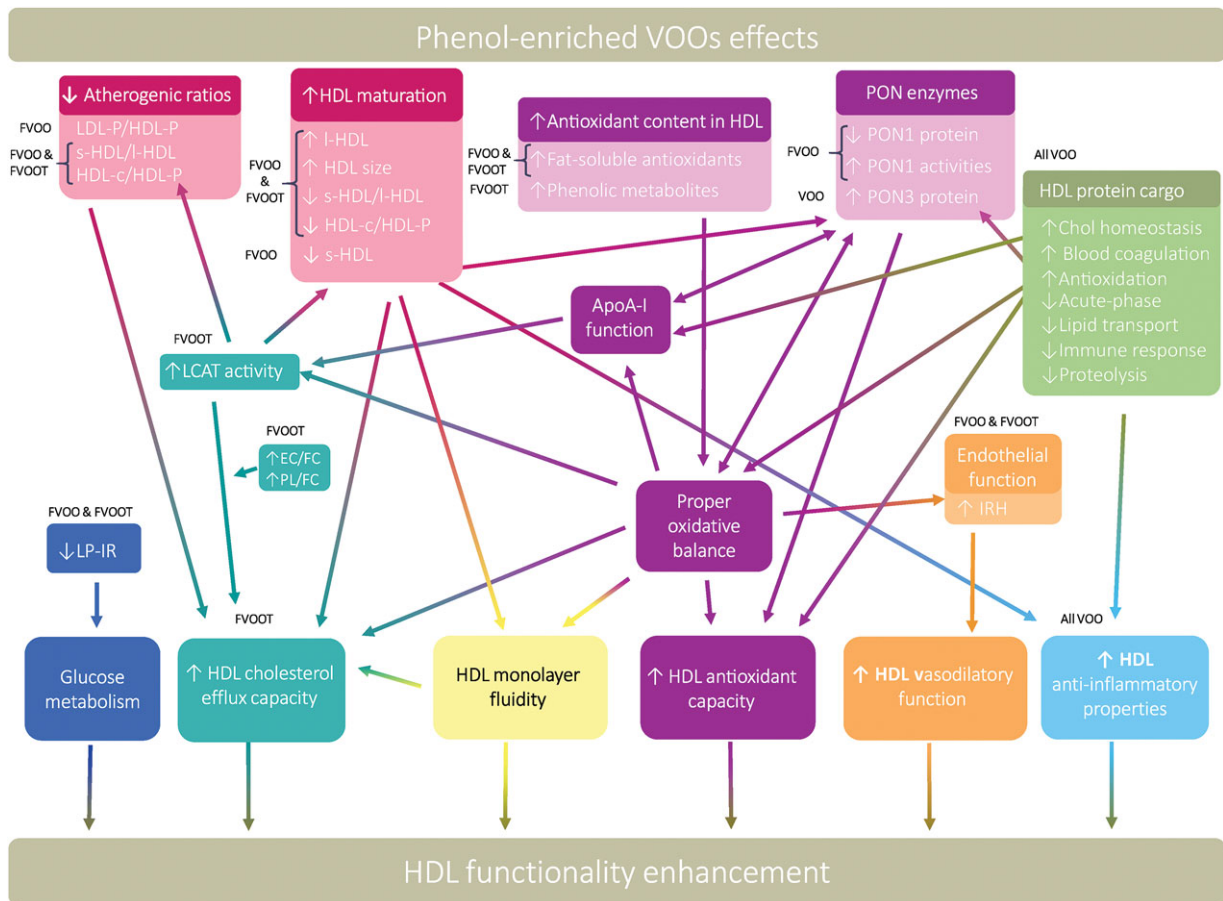 Phenol-enriched VOOs effects
↓ Atherogenic ratios
FVOO
LDL-P/HDL-P
FVOO &
FVOOT
s-HDL/l-HDL
HDL-c/HDL-P
↑HDL maturation
FVOO
&
FVOOT
↑ l-HDL
↑ HDL size
↓ s-HDL/l-HDL
↓ HDL-c/HDL-P
FVOO
↓ s-HDL
↑Antioxidant content in HDL
FVOO &
FVOOT
↑Fat-soluble antioxidants
FVOOT
↑Phenolic metabolites
PON enzymes
FVOO
↓ PON1 protein
↑ PON1 activities
VOO
↑ PON3 protein
All VOO
HDL protein cargo
↑Chol homeostasis
↑ Blood coagulation
↑Antioxidation
↓Acute-phase
↓Lipid transport
↓Immune response
↓Proteolysis
ApoA-I
function
FVOOT
↑LCAT activity
FVOOT
↑EC/FC
↑PL/FC
FVOO & FVOOT
Endothelial
function
↑ IRH
Proper
oxidative
balance
FVOO & FVOOT
↓LP-IR
FVOOT
All VOO
Glucose
metabolism
↑ HDL cholesterol
efflux capacity
HDL monolayer
fluidity
↑ HDL antioxidant
capacity
↑ HDL vasodilatory
function
↑ HDL
anti-inflammatory
properties
HDL functionality enhancement